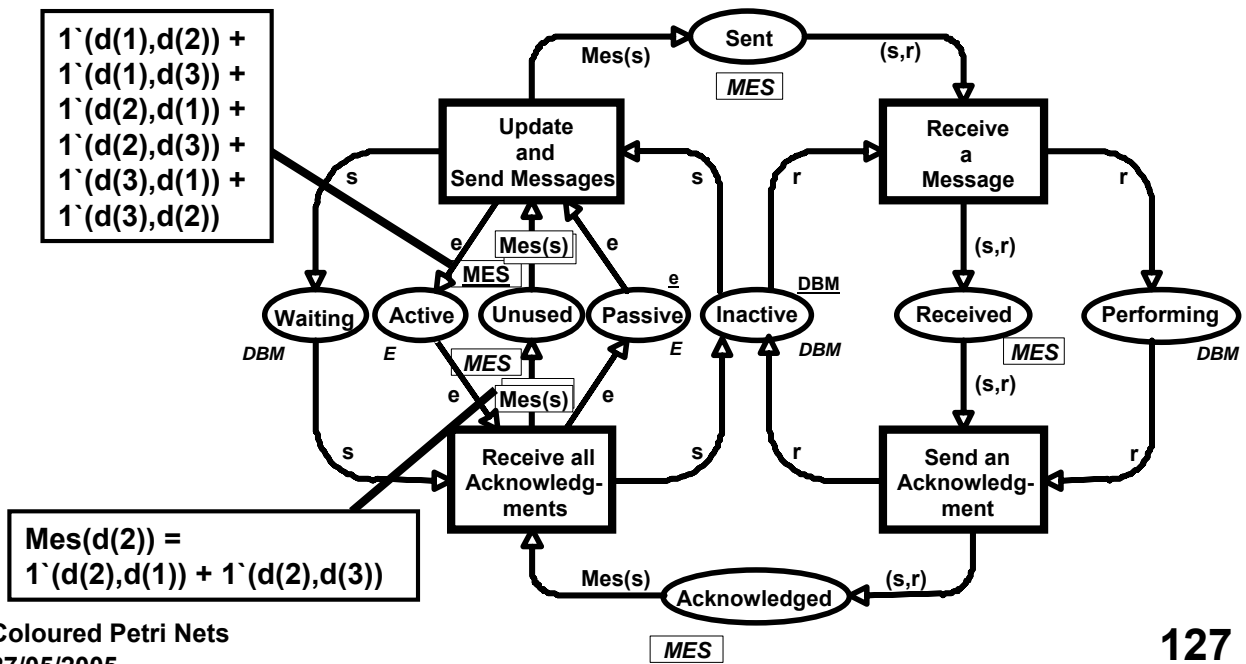 1`(d(1),d(2)) +
1`(d(1),d(3)) +
1`(d(2),d(1)) +
1`(d(2),d(3)) +
1`(d(3),d(1)) +
1`(d(3),d(2))
Sent
Mes(s)
(s,r)
MES
Update
and
Send Messages
Receive
a
Message
s
s
r
r
e
Mes(s)
e
(s,r)
MES
e
DBM
Waiting
Active
Unused
Passive
Inactive
Received
Performing
DBM
E
MES
E
DBM
MES
DBM
e
Mes(s)
e
(s,r)
s
s
r
r
Receive all
Acknowledg-
ments
Send an
Acknowledg-
ment
Mes(d(2)) =
1`(d(2),d(1)) + 1`(d(2),d(3))
Mes(s)
Acknowledged
(s,r)
MES
Coloured Petri Nets
127